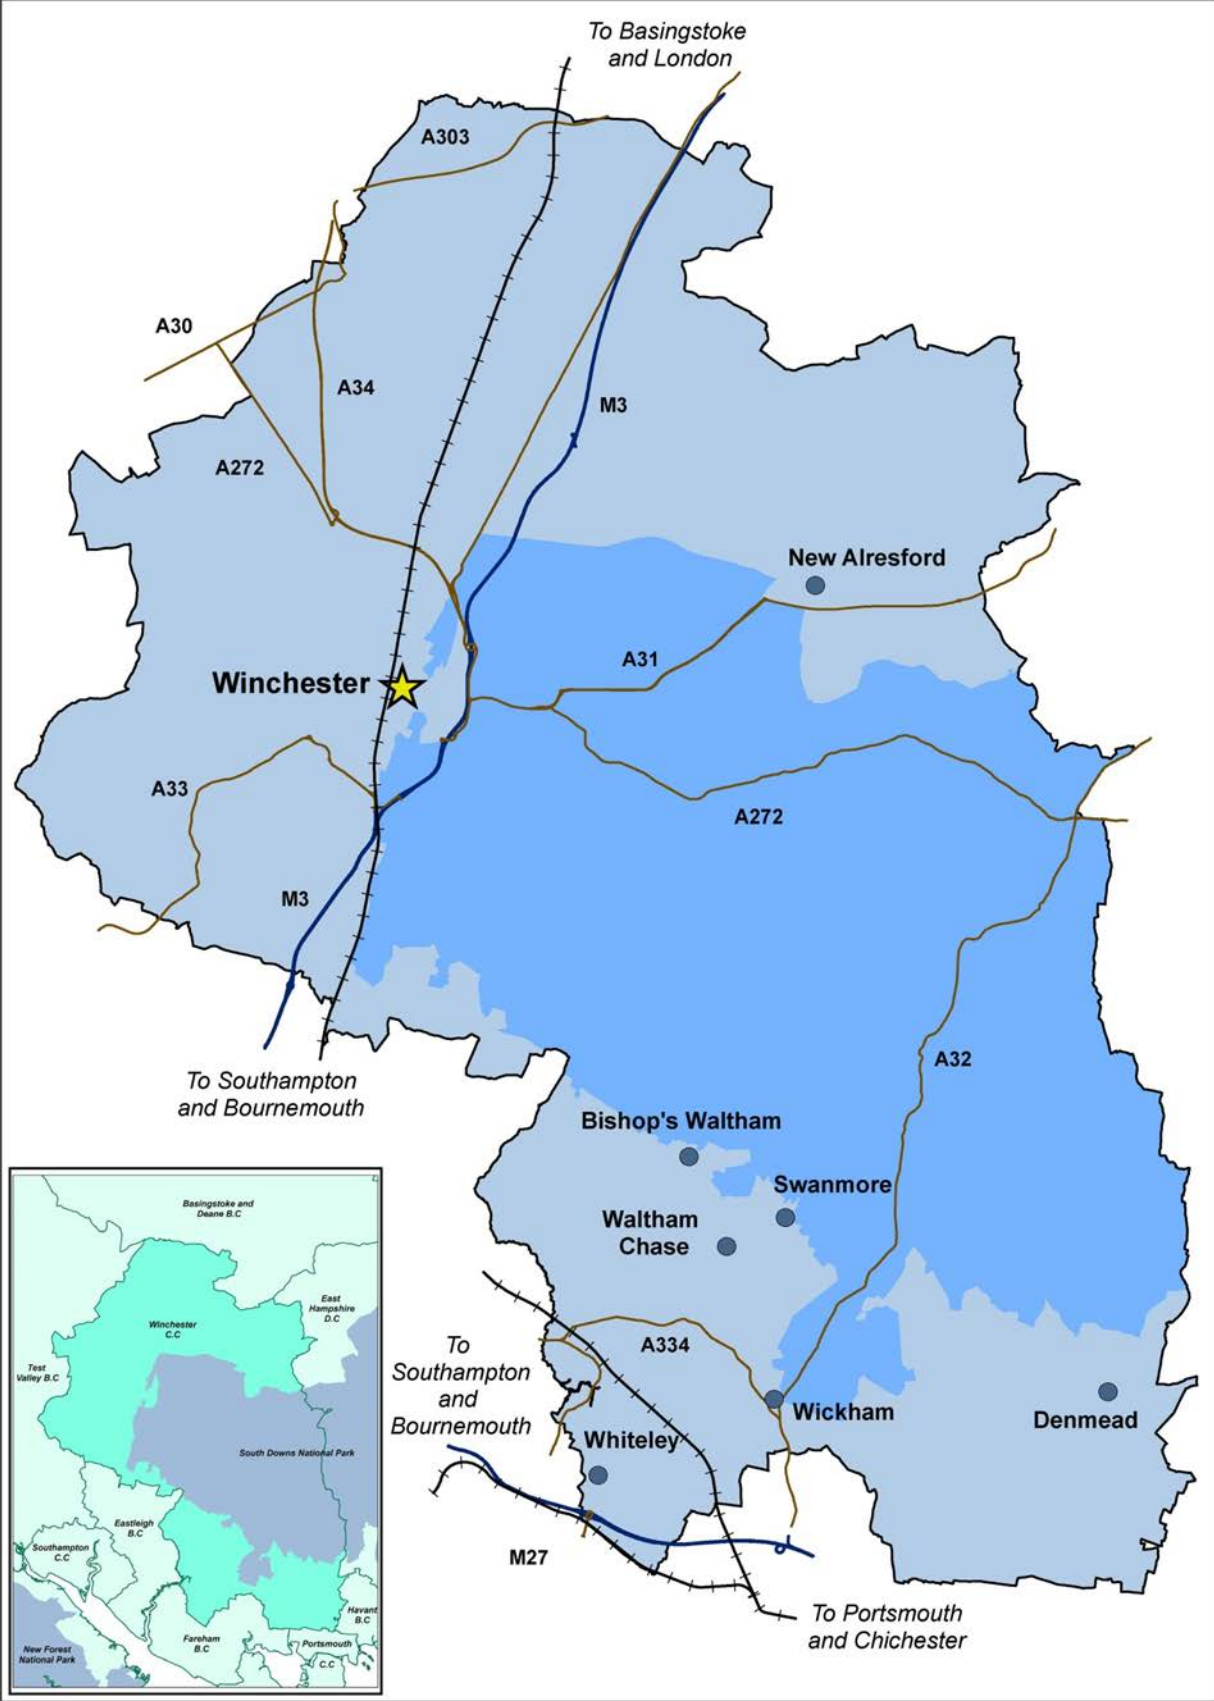 To Basingstoke
and London
A303
A30
A34
M3
A272
New Alresford
A31
Winchester
A33
A272
M3
A32
To Southampton
and Bournemouth
Bishop's Waltham
Swanmore
Waltham
Chase
A334
To
Southampton
and
Bournemouth
Wickham
Denmead
Whiteley
M27
To Portsmouth
and Chichester
Basingstoke and
Deane B.C
East
Hampshire
D.C
Winchester
C.C
Test
Valley B.C
South Downs National Park
Eastleigh
B.C
Southampton
C.C
Havant
B.C
Fareham
B.C
Portsmouth
C.C
New Forest
National Park